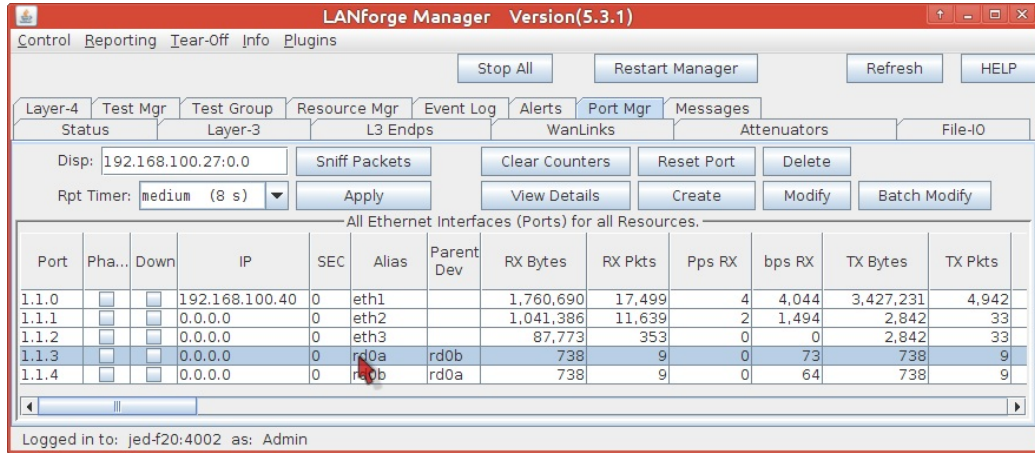 LANforge Manager Version(5.3.1)
Control Reporting Tear-Off Info Plugins
Stop All Restart Manager Refresh HELP
Layer-4 Test Mgr Test Group Resource Mgr Event Log Alerts Port Mgr Messages
Status Layer-3 L3 Endps WanLinks Attenuators File-IO
Disp: 192.168.100.27:0.0 Sniff Packets Clear Counters Reset Port Delete
Rpt Timer: medium (8 s) Apply View Details Create Modify Batch Modify
All Ethernet Interfaces (Ports) for all Resources.
Port Pha... Down IP SEC Alias Parent Dev RX Bytes RX Pkts Pps RX bps RX TX Bytes TX Pkts
1.1.0 192.168.100.40 0 eth1 1,760,690 17,499 4 4,044 3,427,231 4,942
1.1.1 0.0.0.0 0 eth2 1,041,386 11,639 2 1,494 2,842 33
1.1.2 0.0.0.0 0 eth3 87,773 353 0 0 2,842 33
1.1.3 0.0.0.0 0 rd0a rd0b 738 9 0 73 738 9
1.1.4 0.0.0.0 0 rd0b rd0a 738 9 0 64 738 9
Logged in to: jed-f20:4002 as: Admin